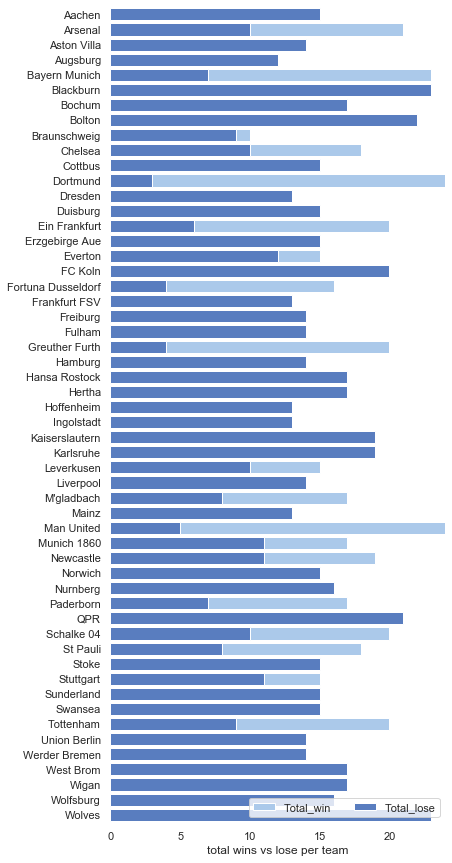 Aachen
Arsenal
Aston Villa
Augsburg
Bayern Munich
Blackburn
Bochum
Bolton
Braunschweig
Chelsea
Cottbus
Dortmund
Dresden
Duisburg
Ein Frankfurt
Erzgebirge Aue
Everton
FC Koln
Fortuna Dusseldorf
Frankfurt FSV
Freiburg
Fulham
Greuther Furth
Hamburg
Hansa Rostock
Hertha
Hoffenheim
Ingolstadt
Kaiserslautern
Karlsruhe
Leverkusen
Liverpool
M'gladbach
Mainz
Man United
Munich 1860
Newcastle
Norwich
Nurnberg
Paderborn
QPR
Schalke 04
St Pauli
Stoke
Stuttgart
Sunderland
Swansea
Tottenham
Union Berlin
Werder Bremen
West Brom
Wigan
Wolfsburg
Wolves
Total_win Total_lose
0 5 10 15 20
total wins vs lose per team